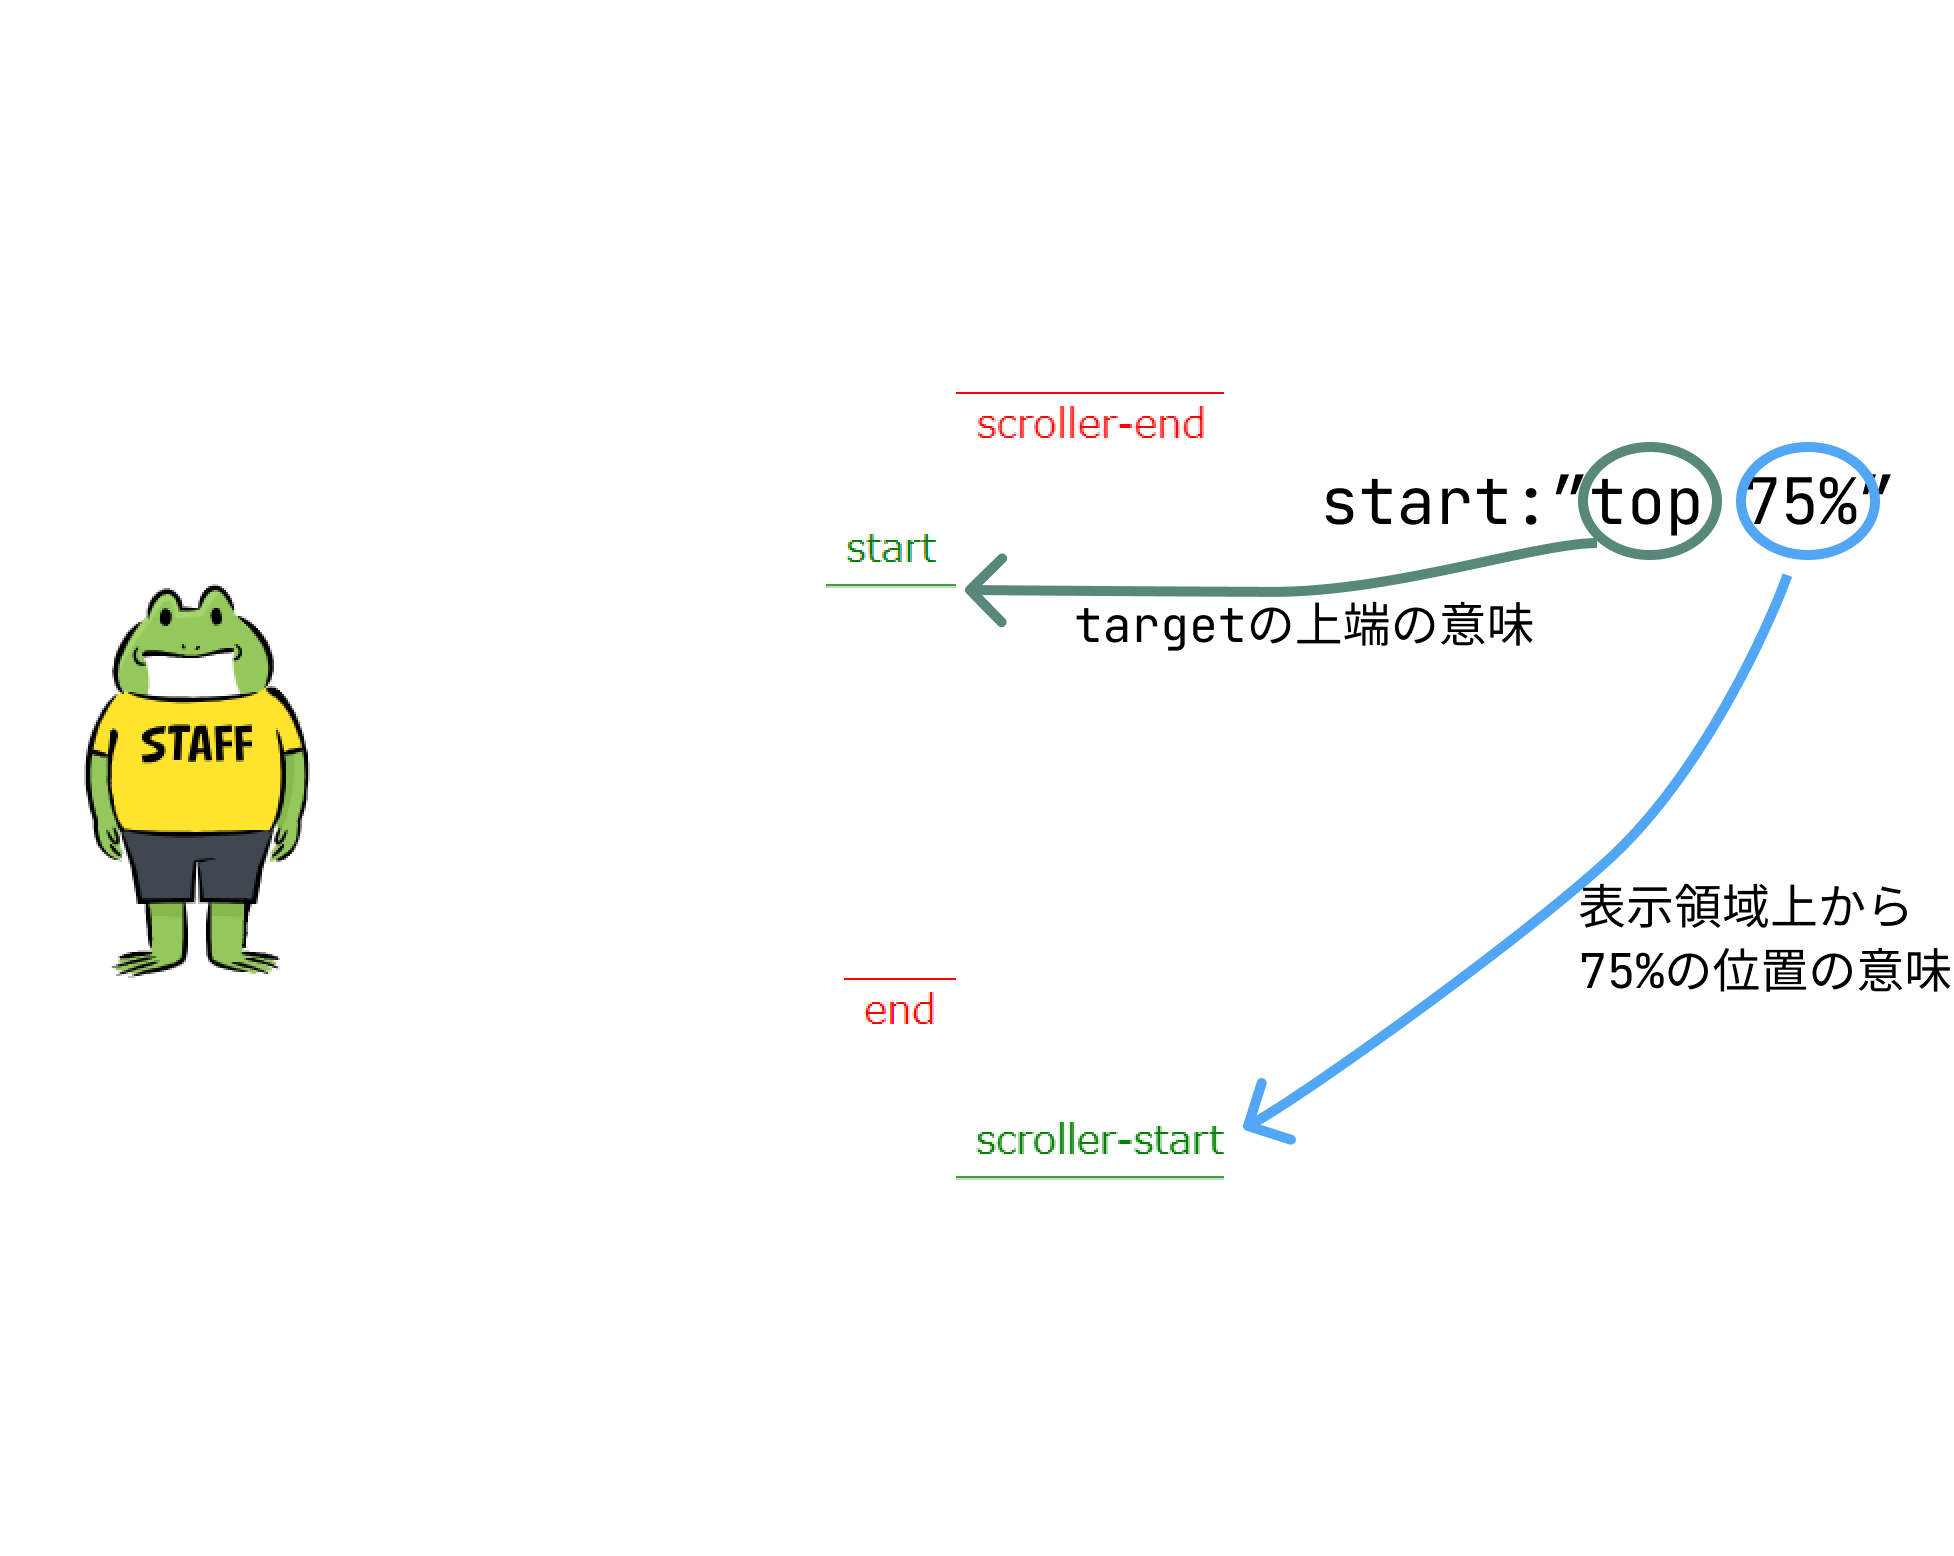 scroller-end
start:”top 75%”
start
targetの上端の意味
STAFF
表示領域上から
75%の位置の意味
end
scroller-start